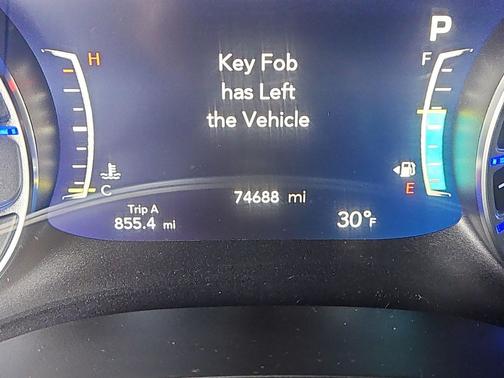 P
H
Key Fob
F
has Left
the Vehicle
C
E
74688 mi
Trip A
855.4 mi
30°F